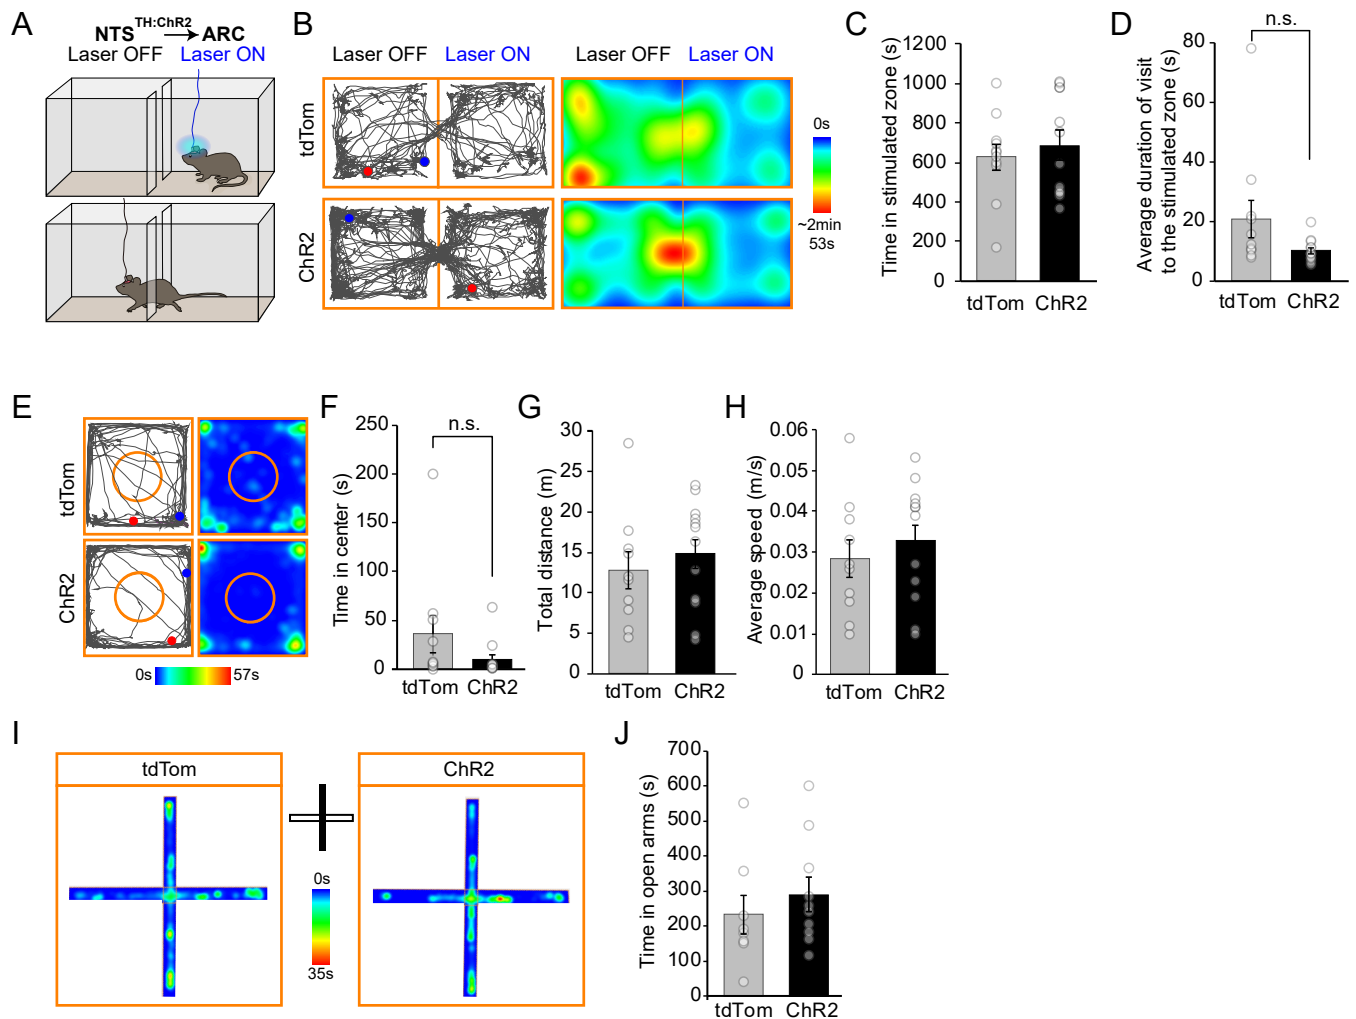 A
NTS^TH:ChR2 → ARC
Laser OFF Laser ON
B
Laser OFF Laser ON Laser OFF Laser ON
tdTom
ChR2
0s
~2min
53s
C
Time in stimulated zone (s)
1200
1000
800
600
400
200
0
tdTom ChR2
D
Average duration of visit
to the stimulated zone (s)
n.s.
80
60
40
20
0
tdTom ChR2
E
tdTom
ChR2
0s 57s
F
Time in center (s)
n.s.
250
200
150
100
50
0
tdTom ChR2
G
Total distance (m)
30
25
20
15
10
5
0
tdTom ChR2
H
Average speed (m/s)
0.06
0.05
0.04
0.03
0.02
0.01
0
tdTom ChR2
I
tdTom
ChR2
0s
35s
J
Time in open arms (s)
700
600
500
400
300
200
100
0
tdTom ChR2